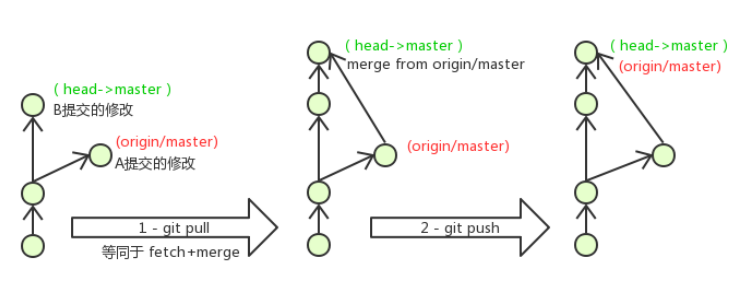 ( head->master )
B提交的修改
(origin/master)
A提交的修改
1 - git pull
等同于 fetch+merge
( head->master )
merge from origin/master
(origin/master)
2 - git push
( head->master )
(origin/master)